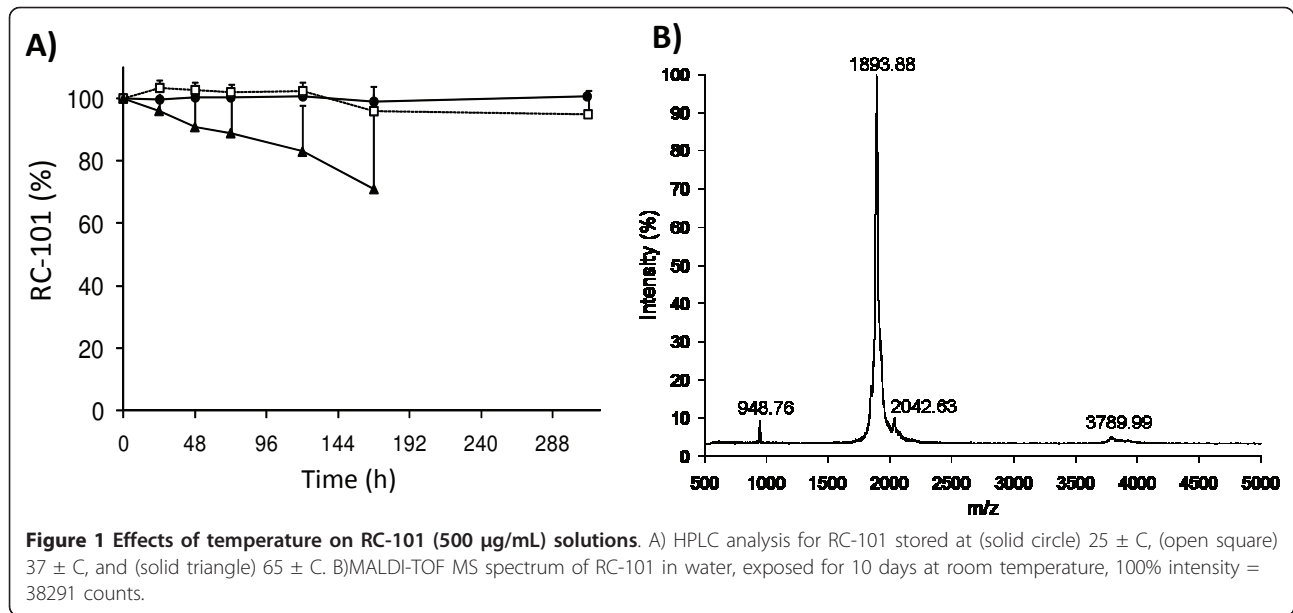 A)
RC-101 (%)
100
80
60
40
20
0
0 48 96 144 192 240 288
Time (h)
B)
1893.88
Intensity (%)
100
90
80
70
60
50
40
30
20
10
0
948.76
2042.63
3789.99
500 1000 1500 2000 2500 3000 3500 4000 4500 5000
m/z
Figure 1 Effects of temperature on RC-101 (500 μg/mL) solutions. A) HPLC analysis for RC-101 stored at (solid circle) 25 ± C, (open square)
37 ± C, and (solid triangle) 65 ± C. B)MALDI-TOF MS spectrum of RC-101 in water, exposed for 10 days at room temperature, 100% intensity =
38291 counts.